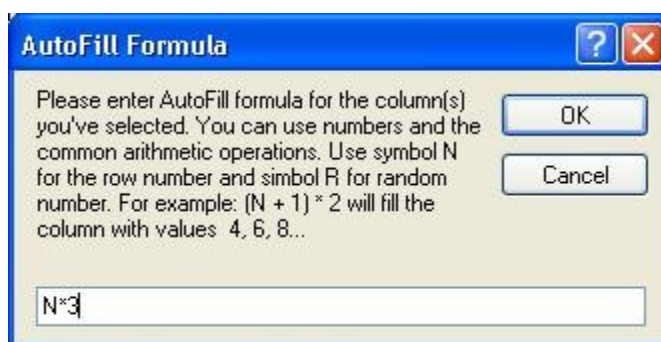 AutoFill Formula
Please enter AutoFill formula for the column(s)
you've selected. You can use numbers and the
common arithmetic operations. Use symbol N
for the row number and simbol R for random
number. For example: (N + 1) * 2 will fill the
column with values 4, 6, 8...
OK
Cancel
N*3